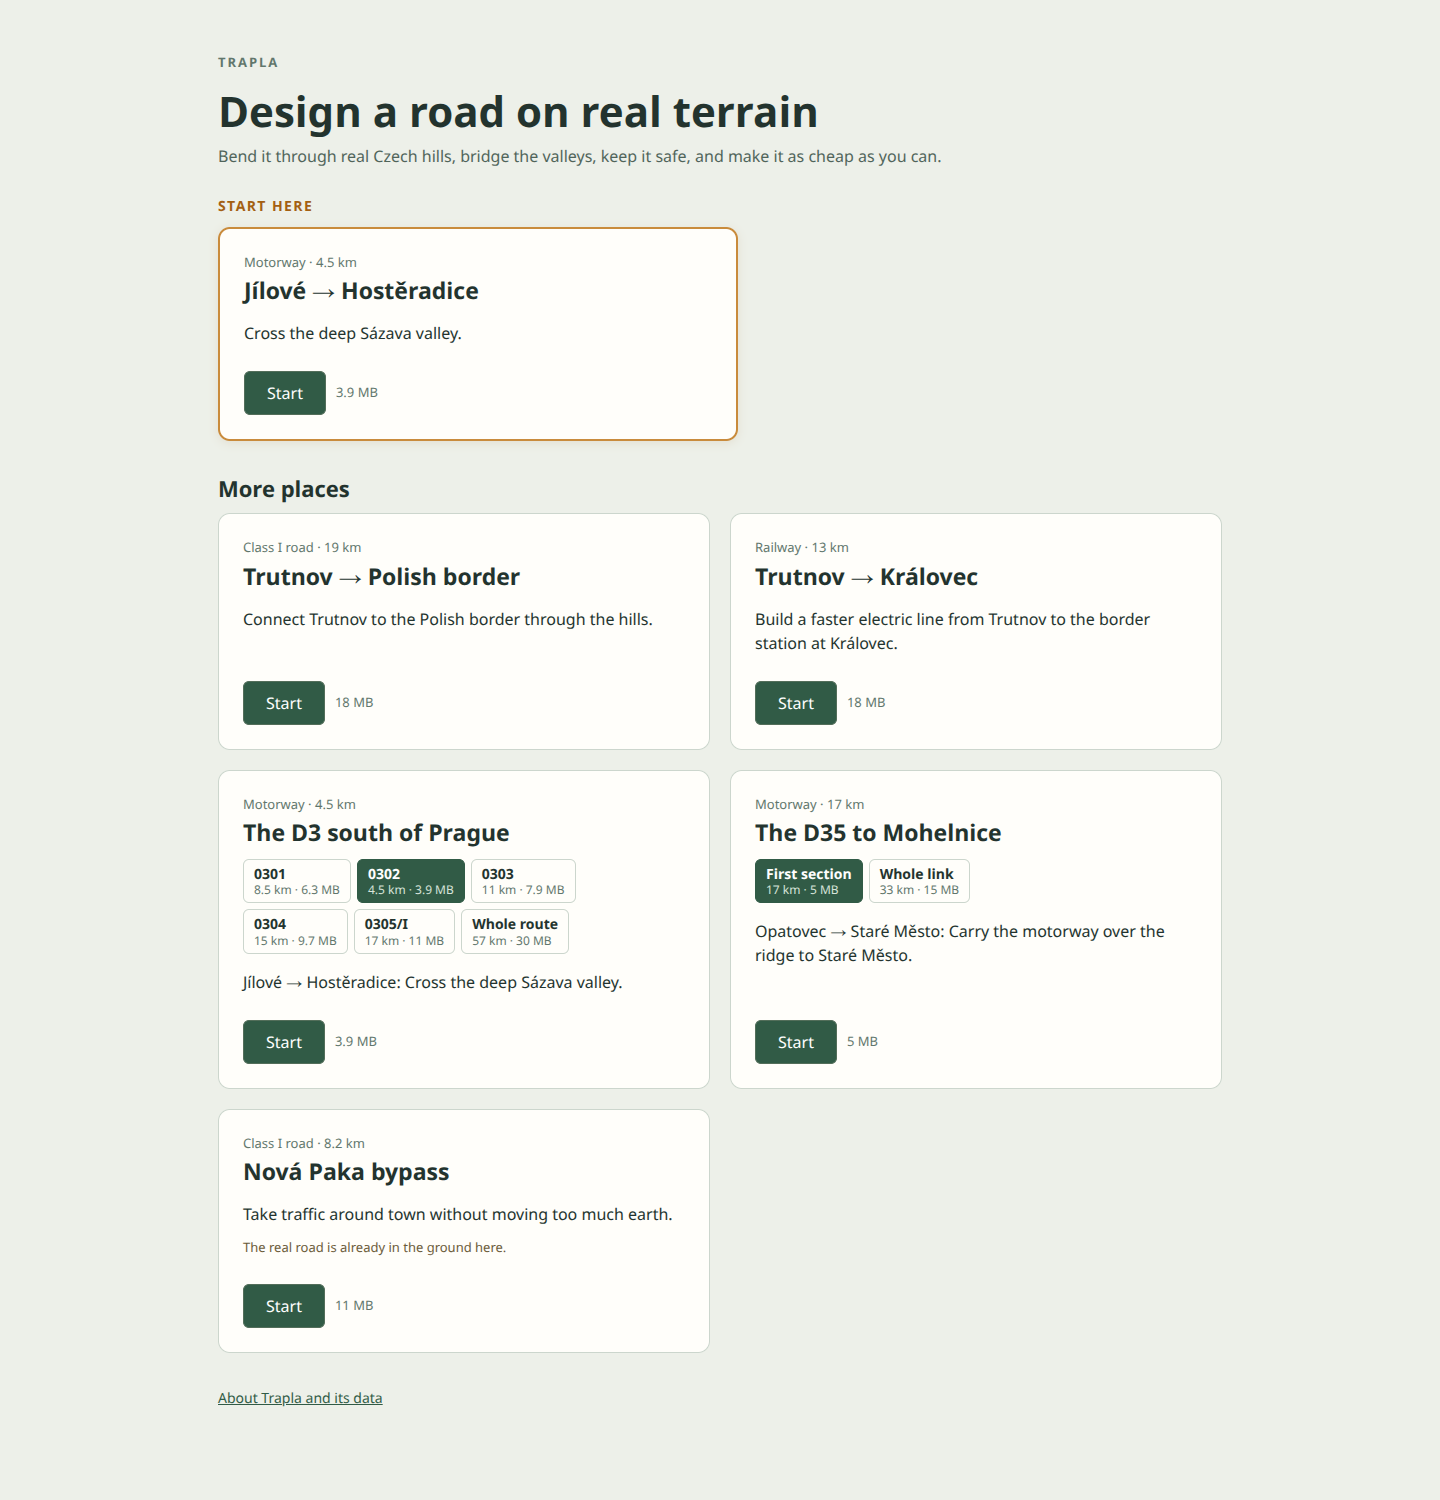 TRAPLA
Design a road on real terrain
Bend it through real Czech hills, bridge the valleys, keep it safe, and make it as cheap as you can.
START HERE
Motorway · 4.5 km
Jílové → Hostěradice
Cross the deep Sázava valley.
Start
3.9 MB
More places
Class I road · 19 km
Trutnov → Polish border
Connect Trutnov to the Polish border through the hills.
Start
18 MB
Railway · 13 km
Trutnov → Královec
Build a faster electric line from Trutnov to the border
station at Královec.
Start
18 MB
Motorway · 4.5 km
The D3 south of Prague
0301
8.5 km · 6.3 MB
0302
4.5 km · 3.9 MB
0303
11 km · 7.9 MB
0304
15 km · 9.7 MB
0305/I
17 km · 11 MB
Whole route
57 km · 30 MB
Jílové → Hostěradice: Cross the deep Sázava valley.
Start
3.9 MB
Motorway · 17 km
The D35 to Mohelnice
First section
17 km · 5 MB
Whole link
33 km · 15 MB
Opatovec → Staré Město: Carry the motorway over the
ridge to Staré Město.
Start
5 MB
Class I road · 8.2 km
Nová Paka bypass
Take traffic around town without moving too much earth.
The real road is already in the ground here.
Start
11 MB
About Trapla and its data